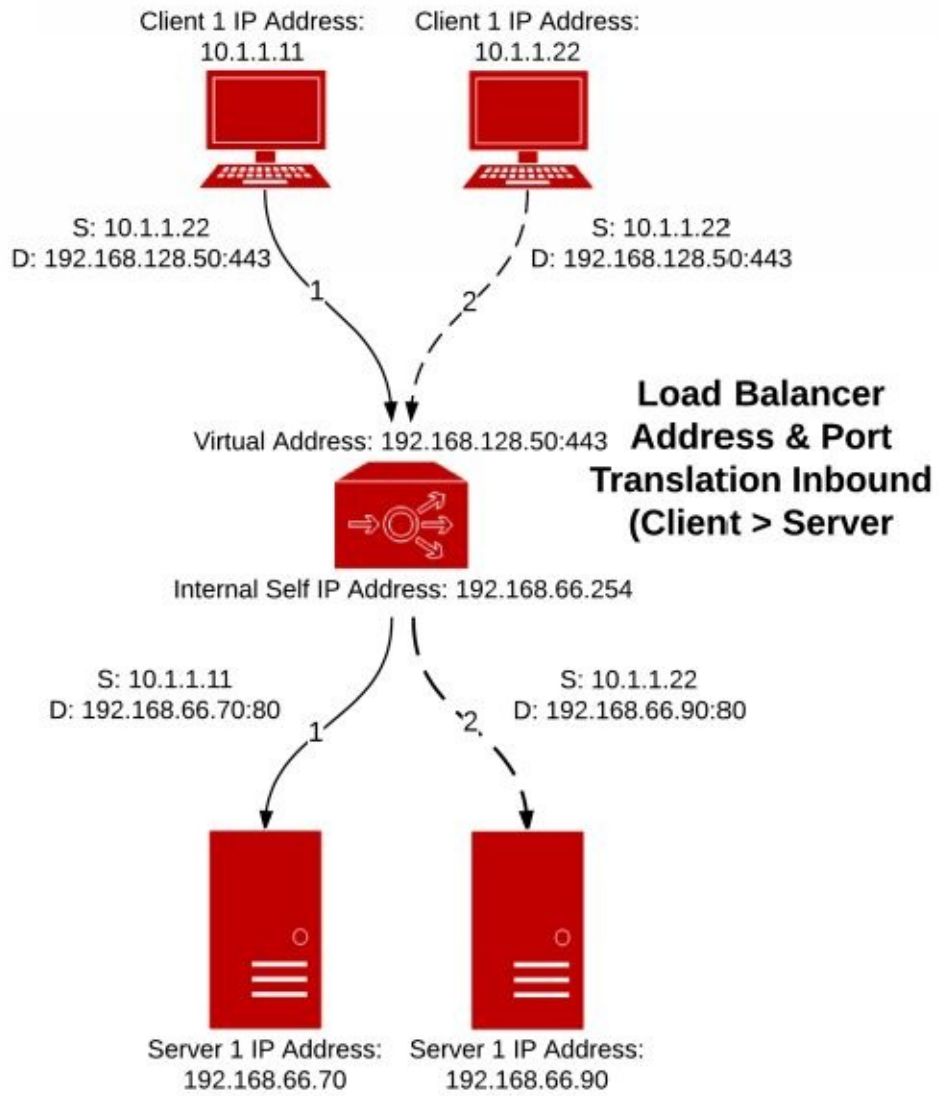 Client 1 IP Address:
10.1.1.11
Client 1 IP Address:
10.1.1.22
S: 10.1.1.22
D: 192.168.128.50:443
S: 10.1.1.22
D: 192.168.128.50:443
1
2
Load Balancer
Address & Port
Translation Inbound
(Client > Server
Virtual Address: 192.168.128.50:443
Internal Self IP Address: 192.168.66.254
S: 10.1.1.11
D: 192.168.66.70:80
S: 10.1.1.22
D: 192.168.66.90:80
1
2
Server 1 IP Address:
192.168.66.70
Server 1 IP Address:
192.168.66.90